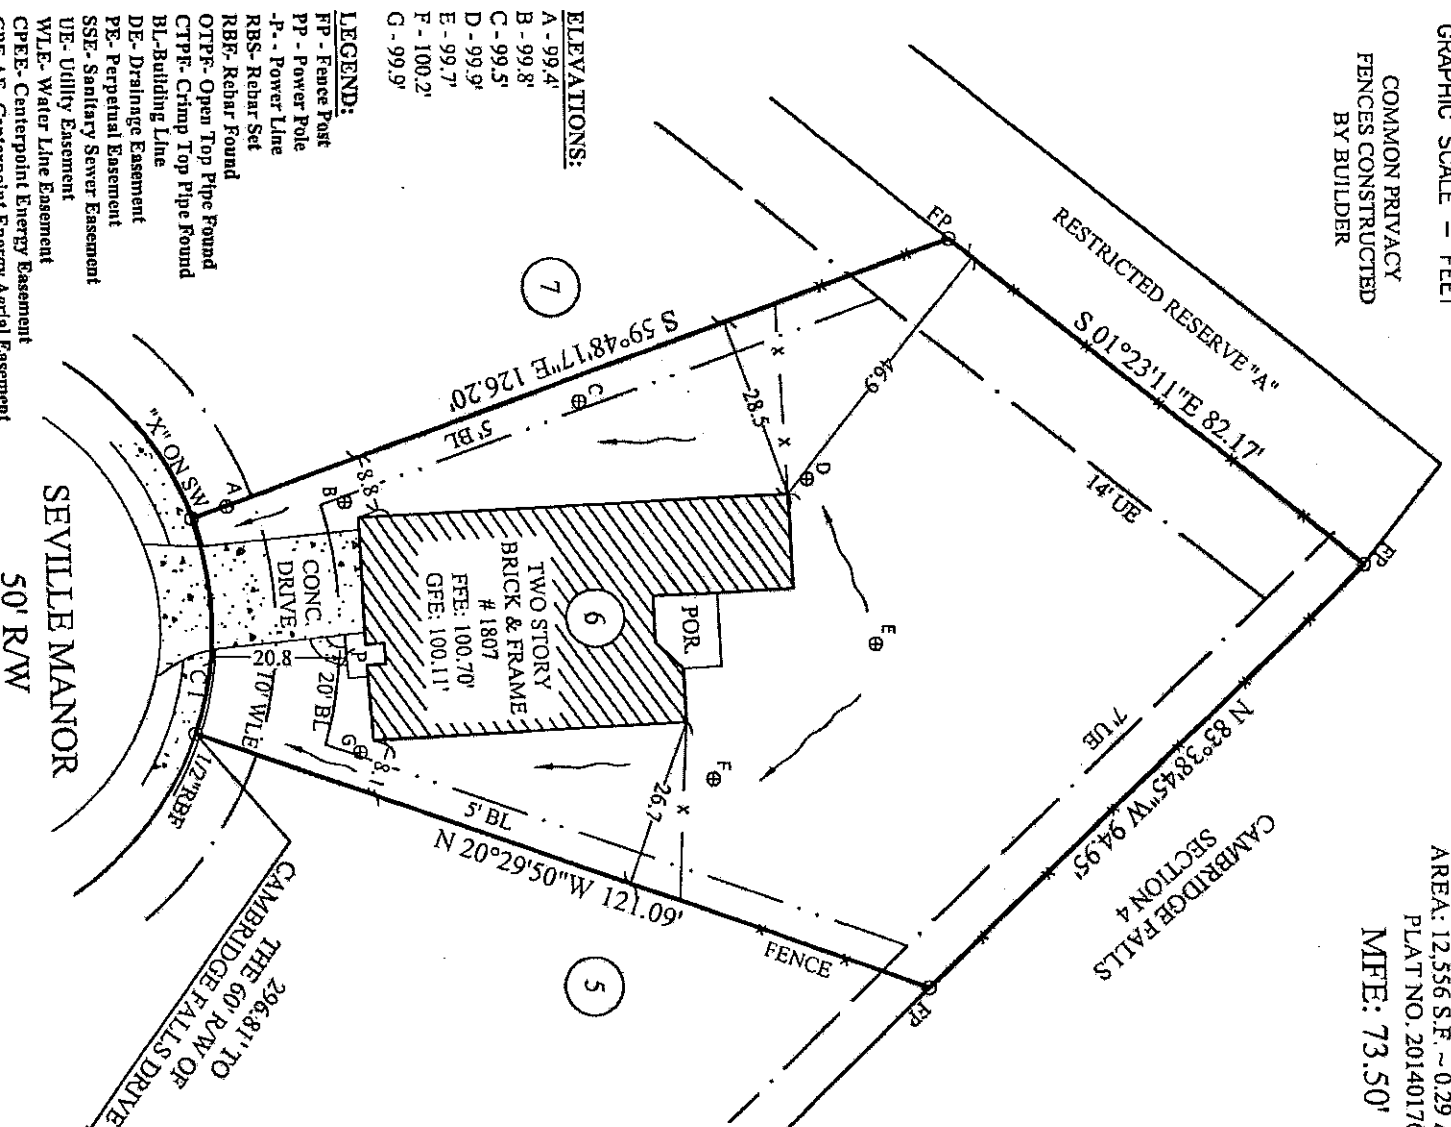 GRAPHIC SCALE - FEET
COMMON PRIVACY
FENCES CONSTRUCTED
BY BUILDER
AREA: 12,556 S.F. ~ 0.29
PLAT NO.
MFE: 73.50'
RESTRICTED RESERVE "A"
FP
S 01°23'11"E 82.17'
FP
14' UE
7' UE
N 83°38'45"W 94.95'
CAMBRIDGE FALLS
SECTION 4
FP
FENCE
5
N 20°29'50"W 121.09'
5' BL
26.7
x
F
E
D
46.9
28.5
x
x
S 59°48'17"E 126.20'
5' BL
C
7
POR.
6
TWO STORY
BRICK & FRAME
# 1807
FFE: 100.70'
GFE: 100.11'
8.8
B
A
"X" ON SW
CONC.
DRIVE
P
20.8
20' BL
10' WLE
G
8.1
C1
1/2"RBF
SEVILLE MANOR
50' R/W
296.81' TO
THE 60' R/W OF
CAMBRIDGE FALLS DRIVE
ELEVATIONS:
A - 99.4'
B - 99.8'
C - 99.5'
D - 99.9'
E - 99.7'
F - 100.2'
G - 99.9'
LEGEND:
FP - Fence Post
PP - Power Pole
-P- - Power Line
RBS- Rebar Set
RBF- Rebar Found
OTPF- Open Top Pipe Found
CTPF- Crimp Top Pipe Found
BL-Building Line
DE- Drainage Easement
PE- Perpetual Easement
SSE- Sanitary Sewer Easement
UE- Utility Easement
WLE- Water Line Easement
CPEE- Centerpoint Energy Easement
Centerpoint Energy Aerial Easement